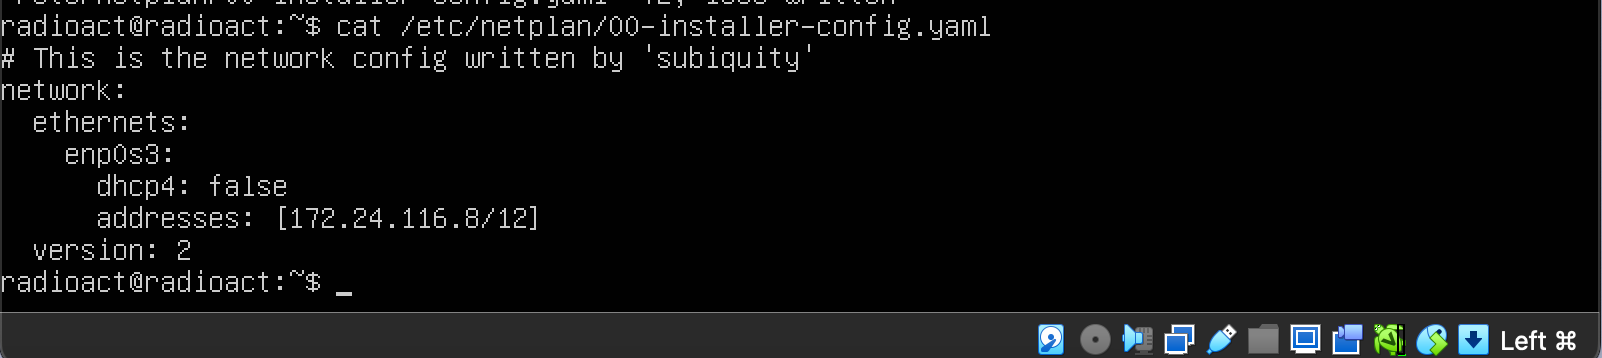 radioact@radioact:~$ cat /etc/netplan/00-installer-config.yaml
# This is the network config written by 'subiquity'
network:
  ethernets:
    enp0s3:
      dhcp4: false
      addresses: [172.24.116.8/12]
  version: 2
radioact@radioact:~$ _
Left ⌘